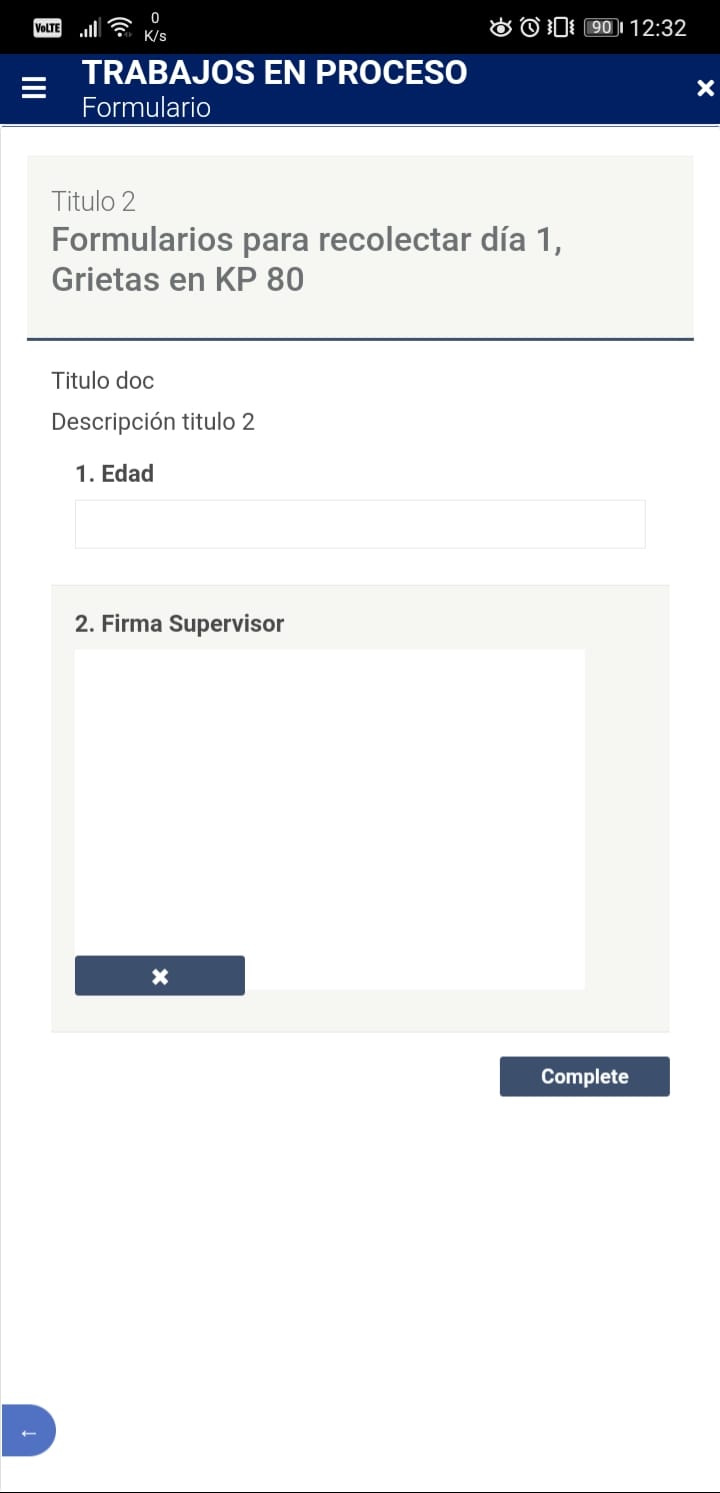 VoLTE
0
K/s
90
12:32
TRABAJOS EN PROCESO
Formulario
Titulo 2
Formularios para recolectar día 1,
Grietas en KP 80
Titulo doc
Descripción titulo 2
1. Edad
2. Firma Supervisor
Complete